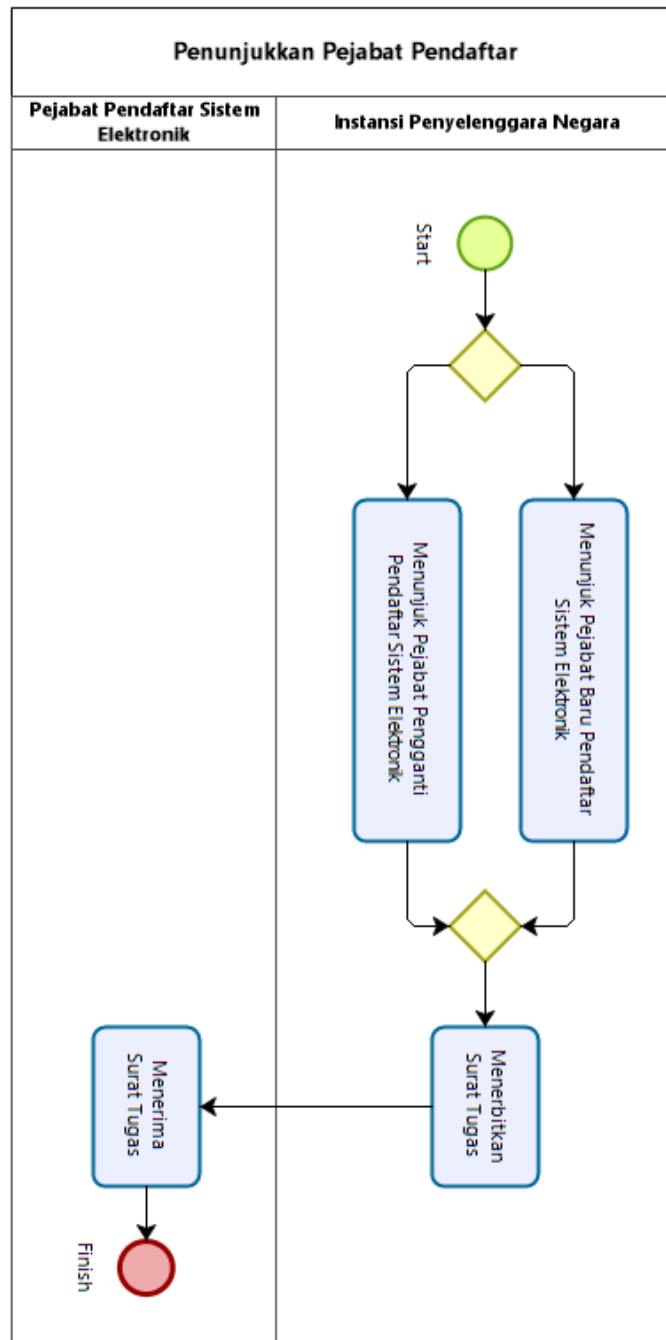 Penunjukkan Pejabat Pendaftar
Pejabat Pendaftar Sistem
Elektronik
Instansi Penyelenggara Negara
Start
Menunjuk Pejabat Baru Pendaftar
Sistem Elektronik
Menunjuk Pejabat Pengganti
Pendaftar Sistem Elektronik
Menerbitkan
Surat Tugas
Menerima
Surat Tugas
Finish